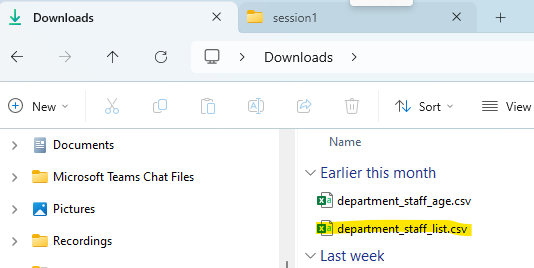 Downloads
session1
Downloads
New
Sort
View
Documents
Microsoft Teams Chat Files
Pictures
Recordings
Name
Earlier this month
department_staff_age.csv
department_staff_list.csv
Last week